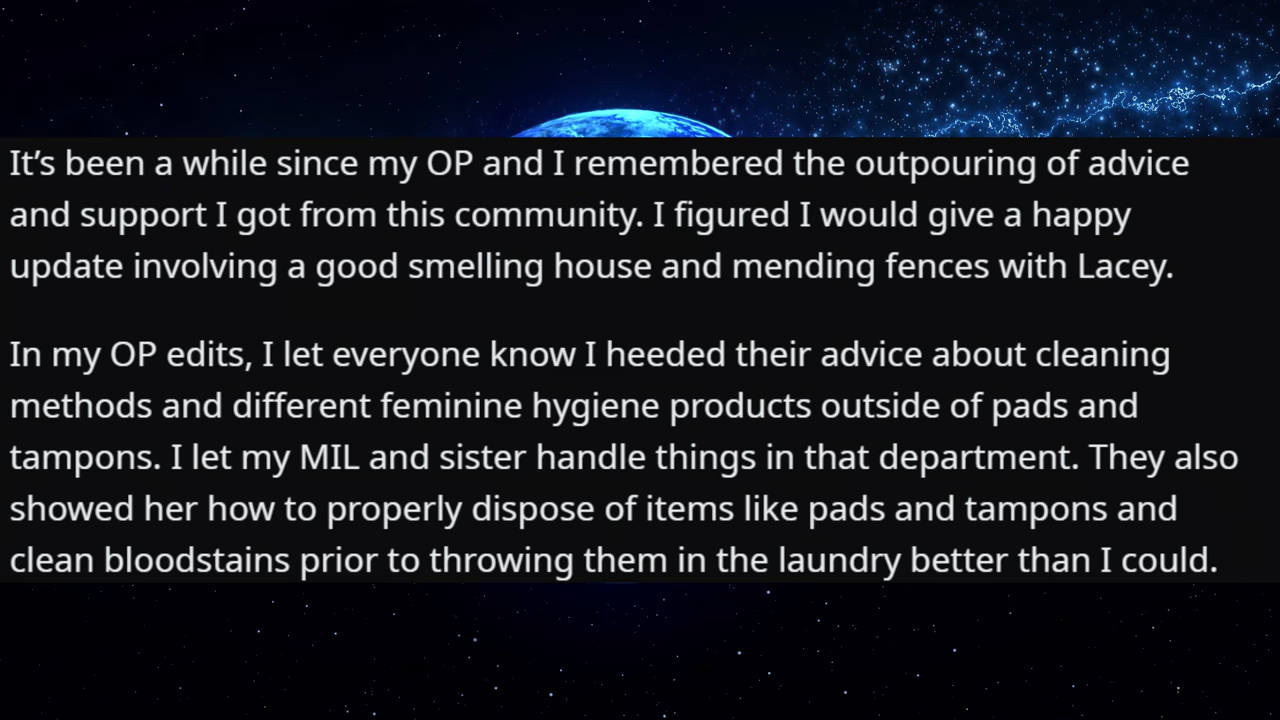 It’s been a while since my OP and I remembered the outpouring of advice
and support I got from this community. I figured I would give a happy
update involving a good smelling house and mending fences with Lacey.
In my OP edits, I let everyone know I heeded their advice about cleaning
methods and different feminine hygiene products outside of pads and
tampons. I let my MIL and sister handle things in that department. They also
showed her how to properly dispose of items like pads and tampons and
clean bloodstains prior to throwing them in the laundry better than I could.